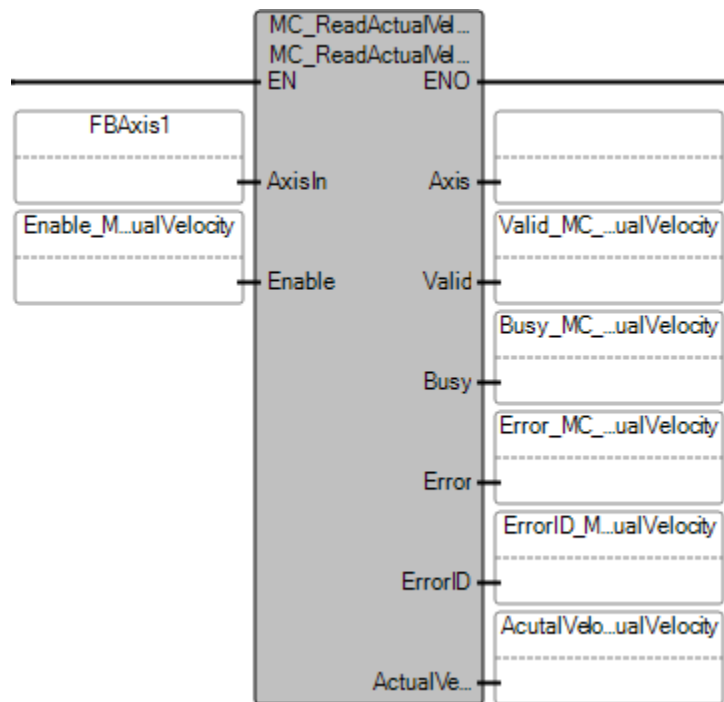 MC_ReadActualVel...
MC_ReadActualVel...
EN ENO
FBAxis1
AxisIn Axis
Enable_M...ualVelocity Valid_MC_...ualVelocity
Enable Valid
Busy_MC_...ualVelocity
Busy
Error_MC_...ualVelocity
Error
ErrorID_M...ualVelocity
ErrorID
AcutalVelo...ualVelocity
ActualVe...